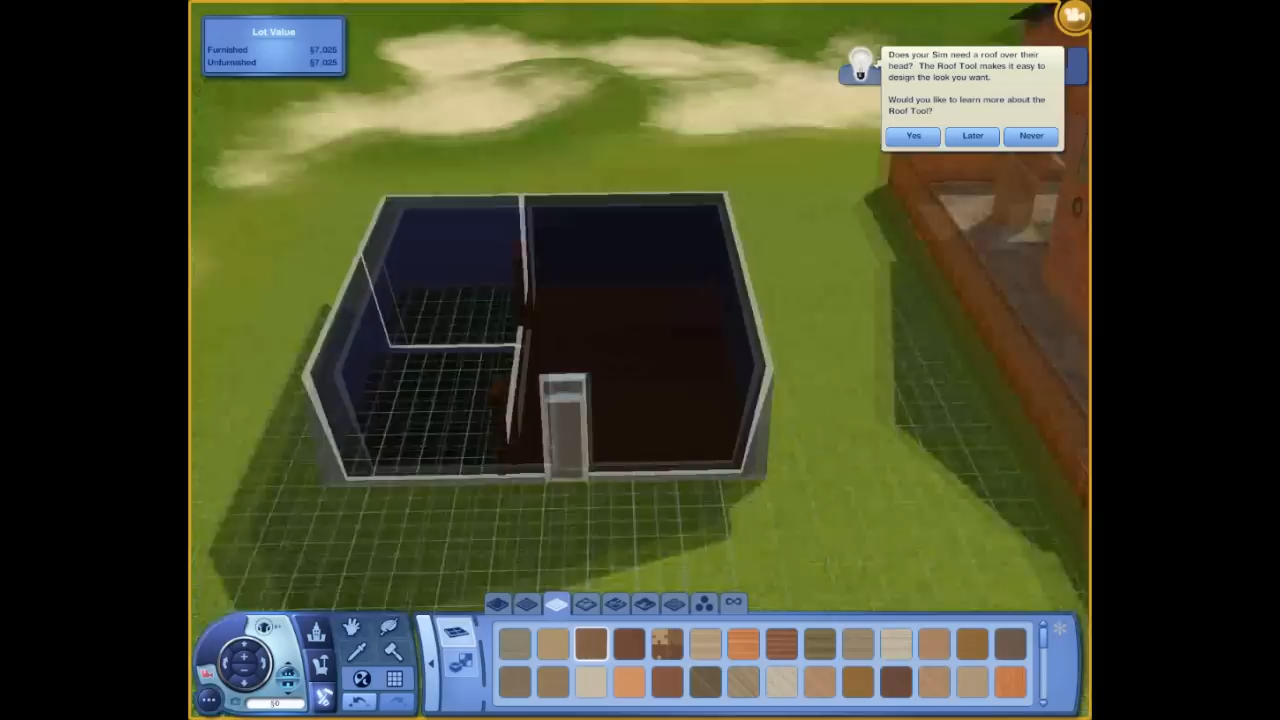 Lot Value
Furnished §7,025
Unfurnished §7,025
Does your Sim need a roof over their
head? The Roof Tool makes it easy to
design the look you want.
Would you like to learn more about the
Roof Tool?
Yes Later Never
§0